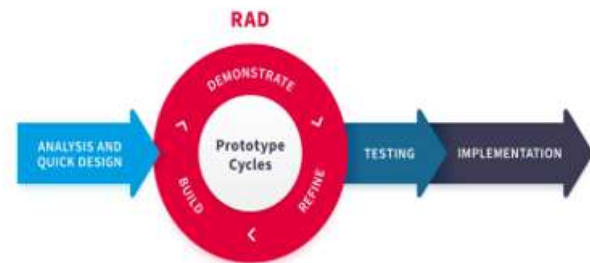 RAD
ANALYSIS AND
QUICK DESIGN
DEMONSTRATE
Prototype
Cycles
BUILD
REFINE
TESTING
IMPLEMENTATION